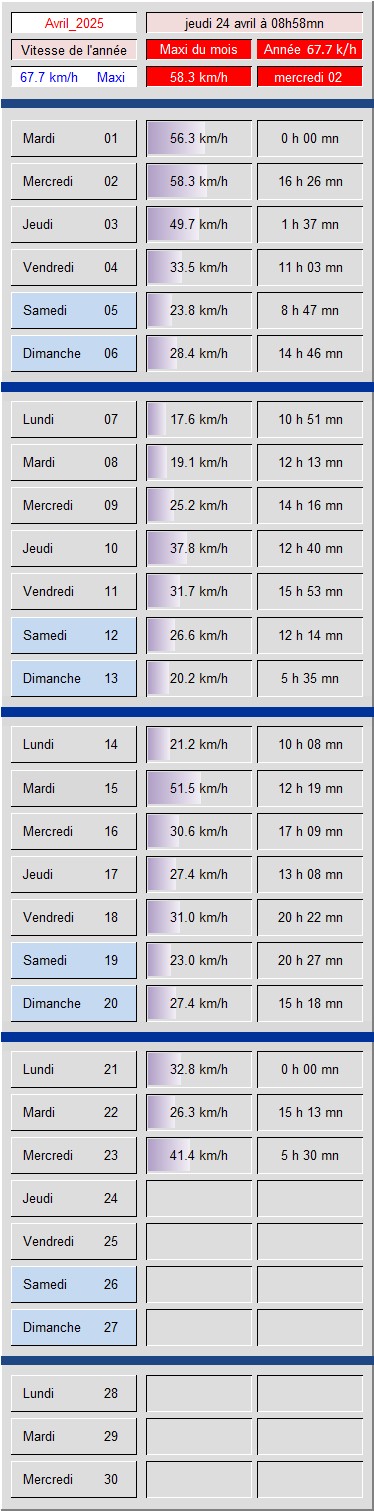 Avril_2025 jeudi 24 avril à 08h58mn
Vitesse de l'année Maxi du mois Année 67.7 k/h
67.7 km/h Maxi 58.3 km/h mercredi 02
Mardi 01 56.3 km/h 0 h 00 mn
Mercredi 02 58.3 km/h 16 h 26 mn
Jeudi 03 49.7 km/h 1 h 37 mn
Vendredi 04 33.5 km/h 11 h 03 mn
Samedi 05 23.8 km/h 8 h 47 mn
Dimanche 06 28.4 km/h 14 h 46 mn
Lundi 07 17.6 km/h 10 h 51 mn
Mardi 08 19.1 km/h 12 h 13 mn
Mercredi 09 25.2 km/h 14 h 16 mn
Jeudi 10 37.8 km/h 12 h 40 mn
Vendredi 11 31.7 km/h 15 h 53 mn
Samedi 12 26.6 km/h 12 h 14 mn
Dimanche 13 20.2 km/h 5 h 35 mn
Lundi 14 21.2 km/h 10 h 08 mn
Mardi 15 51.5 km/h 12 h 19 mn
Mercredi 16 30.6 km/h 17 h 09 mn
Jeudi 17 27.4 km/h 13 h 08 mn
Vendredi 18 31.0 km/h 20 h 22 mn
Samedi 19 23.0 km/h 20 h 27 mn
Dimanche 20 27.4 km/h 15 h 18 mn
Lundi 21 32.8 km/h 0 h 00 mn
Mardi 22 26.3 km/h 15 h 13 mn
Mercredi 23 41.4 km/h 5 h 30 mn
Jeudi 24
Vendredi 25
Samedi 26
Dimanche 27
Lundi 28
Mardi 29
Mercredi 30